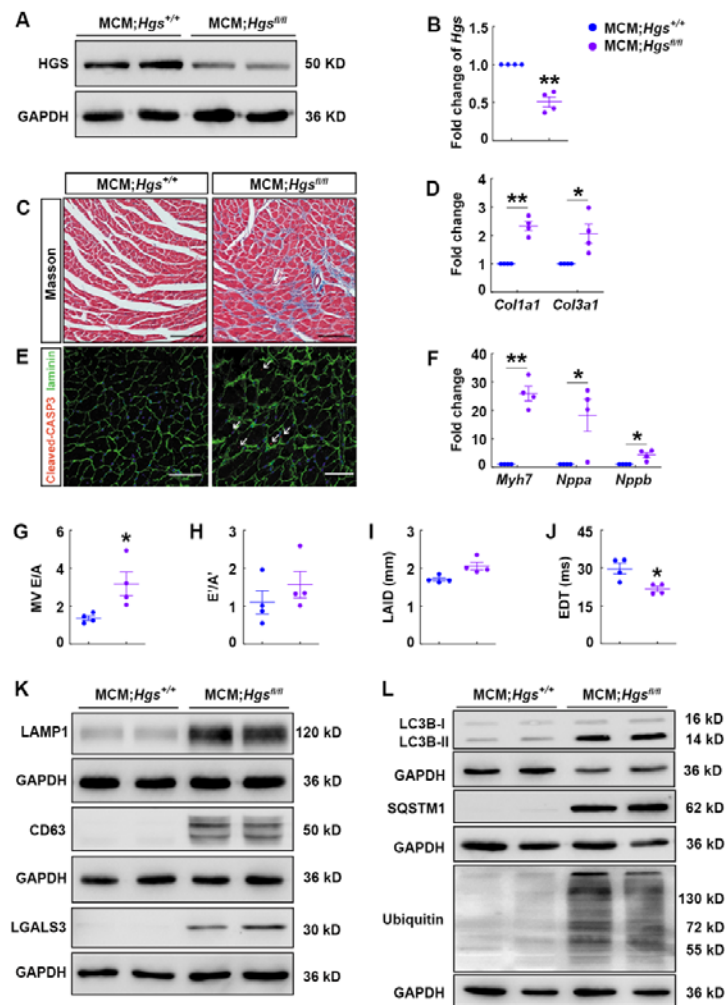 A
MCM;Hgs+/+ MCM;Hgsfl/fl
HGS 50 KD
GAPDH 36 KD
B
MCM;Hgs+/+
MCM;Hgsfl/fl
Fold change of Hgs
1.0
0.5
0
**
MCM;Hgs+/+ MCM;Hgsfl/fl
C
Masson
D
Fold change
4
3
2
1
0
** *
Col1a1 Col3a1
E
Cleaved-CASP3 laminin
F
Fold change
40
30
20
10
0
** * *
Myh7 Nppa Nppb
G
MV E/A
6
4
2
0
*
H
E'/A'
3
2
1
0
I
LAID (mm)
3
2
1
0
J
EDT (ms)
45
30
15
0
*
K
MCM;Hgs+/+ MCM;Hgsfl/fl
LAMP1 120 kD
GAPDH 36 kD
CD63 50 kD
GAPDH 36 kD
LGALS3 30 kD
GAPDH 36 kD
L
MCM;Hgs+/+ MCM;Hgsfl/fl
LC3B-I 16 kD
LC3B-II 14 kD
GAPDH 36 kD
SQSTM1 62 kD
GAPDH 36 kD
Ubiquitin
130 kD
72 kD
55 kD
GAPDH 36 kD